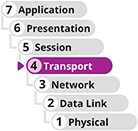 7 Application
6 Presentation
5 Session
4 Transport
3 Network
2 Data Link
1 Physical